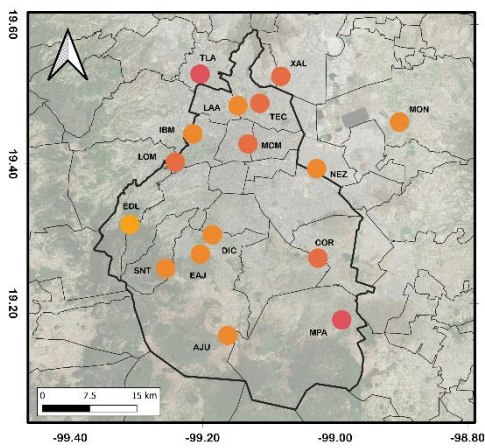 19.60
19.40
19.20
TLA
XAL
LAA
TEC
MON
IBM
MCM
LOM
NEZ
EDL
DIC
COR
SNT
EAJ
AJU
MPA
0 7.5 15 km
-99.40 -99.20 -99.00 -98.80